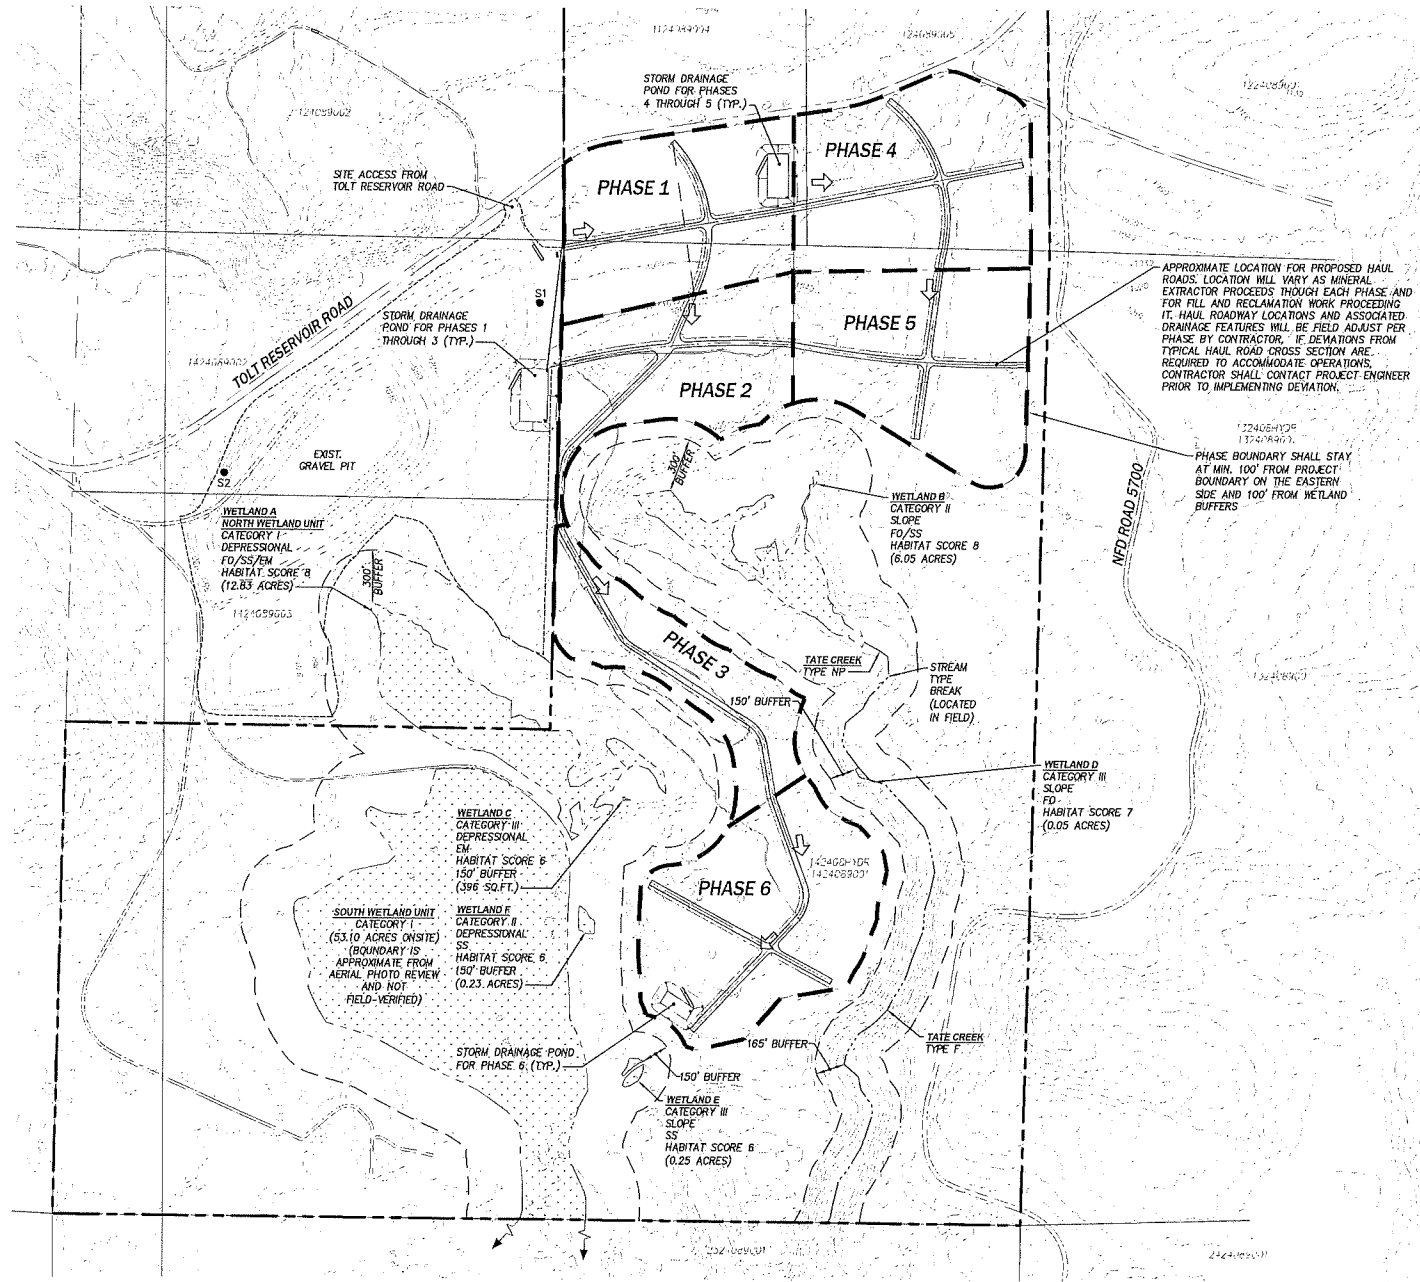 1124089004
124089005
STORM DRAINAGE
POND FOR PHASES
4 THROUGH 5 (TYP.)
PHASE 4
PHASE 1
SITE ACCESS FROM
TOLT RESERVOIR ROAD
S1
STORM DRAINAGE
POND FOR PHASES 1
THROUGH 3 (TYP.)
TOLT RESERVOIR ROAD
APPROXIMATE LOCATION FOR PROPOSED HAUL
ROADS. LOCATION WILL VARY AS MINERAL
EXTRACTOR PROCEEDS THOUGH EACH PHASE AND
FOR FILL AND RECLAMATION WORK PROCEEDING
IT. HAUL ROADWAY LOCATIONS AND ASSOCIATED
DRAINAGE FEATURES WILL BE FIELD ADJUST PER
PHASE BY CONTRACTOR, IF DEVIATIONS FROM
TYPICAL HAUL ROAD CROSS SECTION ARE
REQUIRED TO ACCOMMODATE OPERATIONS,
CONTRACTOR SHALL CONTACT PROJECT ENGINEER
PRIOR TO IMPLEMENTING DEVIATION.
PHASE 5
PHASE 2
EXIST.
GRAVEL PIT
S2
300'
BUFFER
PHASE BOUNDARY SHALL STAY
AT MIN. 100' FROM PROJECT
BOUNDARY ON THE EASTERN
SIDE AND 100' FROM WETLAND
BUFFERS
NFD ROAD 5700
WETLAND A
NORTH WETLAND UNIT
CATEGORY I
DEPRESSIONAL
FO/SS/EM
HABITAT SCORE 8
(12.83 ACRES)
300'
BUFFER
WETLAND B
CATEGORY II
SLOPE
FO/SS
HABITAT SCORE 8
(6.05 ACRES)
1424089003
PHASE 3
TATE CREEK
TYPE NP
STREAM
TYPE
BREAK
(LOCATED
IN FIELD)
150' BUFFER
WETLAND D
CATEGORY III
SLOPE
FO
HABITAT SCORE 7
(0.05 ACRES)
WETLAND C
CATEGORY III
DEPRESSIONAL
EM
HABITAT SCORE 6
150' BUFFER
(396 SQ.FT.)
PHASE 6
SOUTH WETLAND UNIT
CATEGORY I
(53.10 ACRES ONSITE)
(BOUNDARY IS
APPROXIMATE FROM
AERIAL PHOTO REVIEW
AND NOT
FIELD-VERIFIED)
WETLAND F
CATEGORY II
DEPRESSIONAL
SS
HABITAT SCORE 6
150' BUFFER
(0.23 ACRES)
STORM DRAINAGE POND
FOR PHASE 6 (TYP.)
165' BUFFER
TATE CREEK
TYPE F
150' BUFFER
WETLAND E
CATEGORY III
SLOPE
SS
HABITAT SCORE 6
(0.25 ACRES)